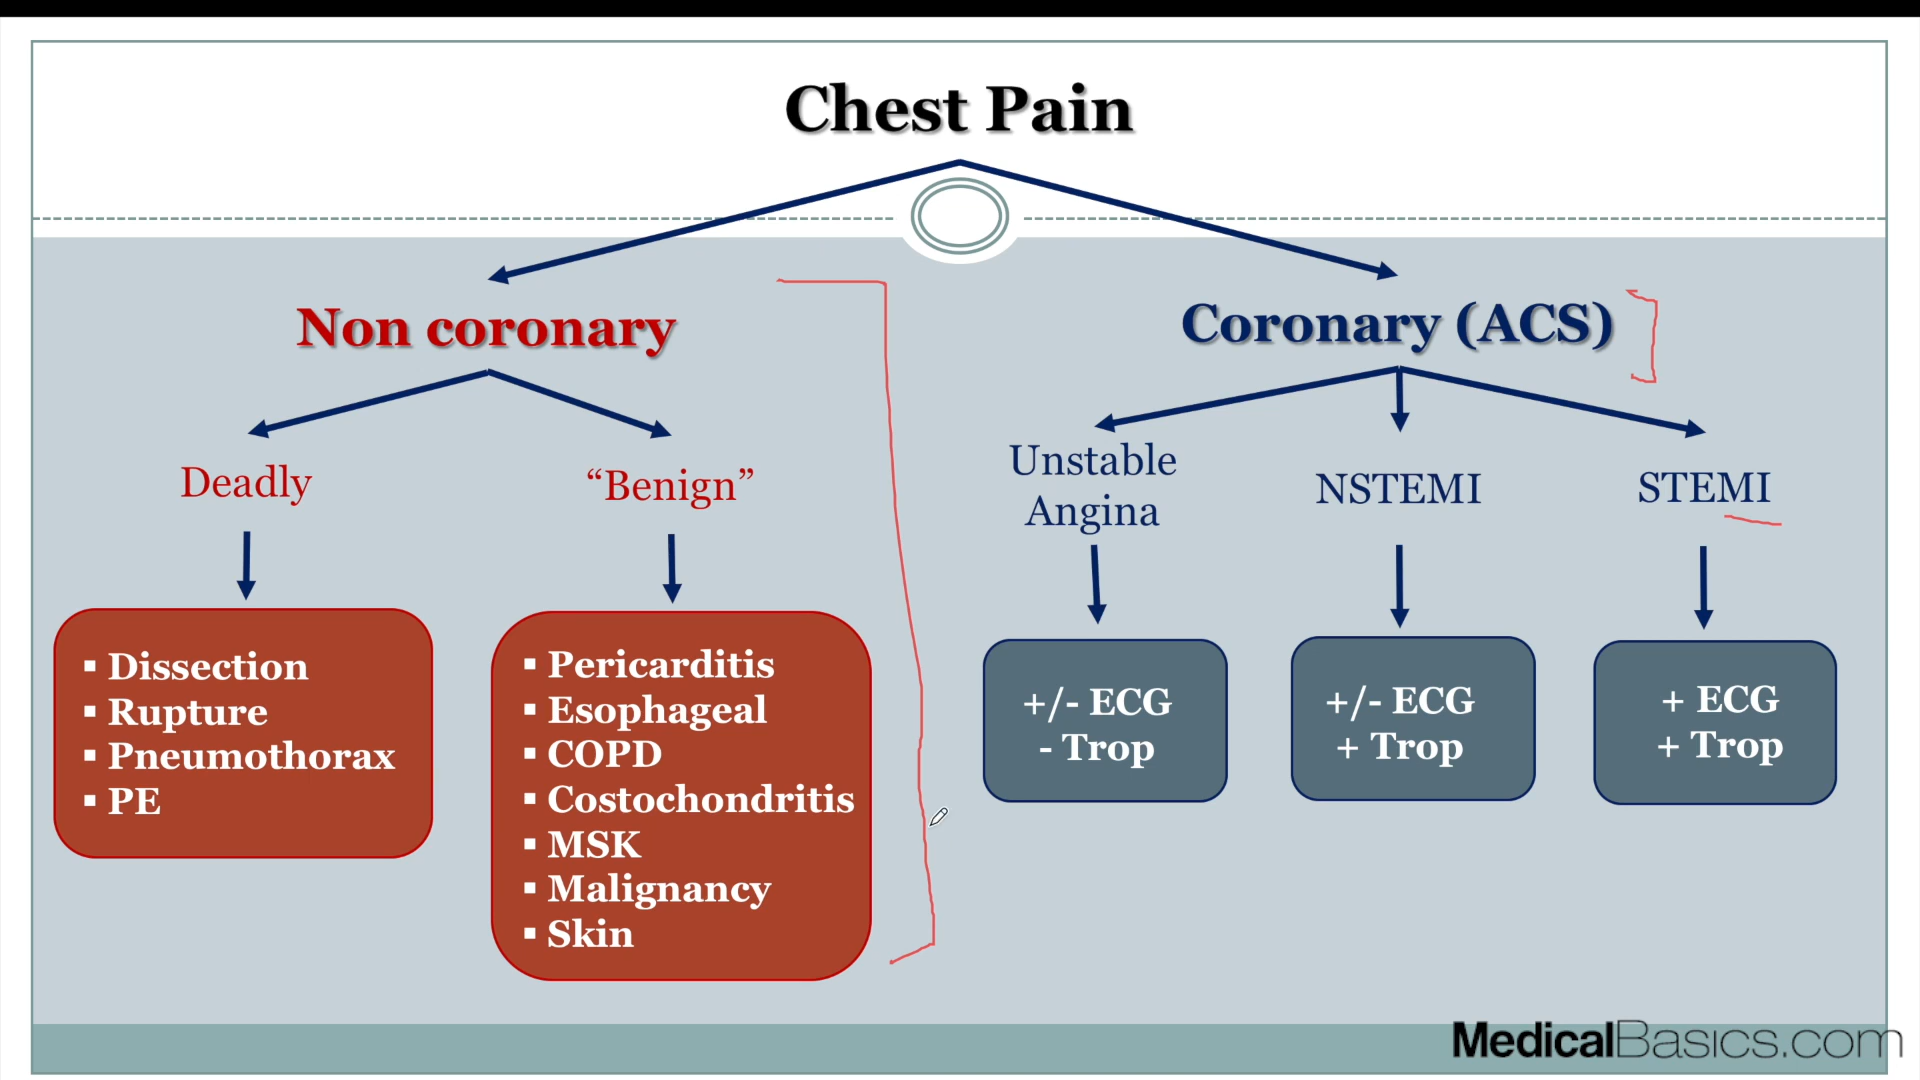 Chest Pain
Non coronary
Coronary (ACS)
Deadly
“Benign”
Unstable
Angina
NSTEMI
STEMI
▪ Dissection
▪ Rupture
▪ Pneumothorax
▪ PE
▪ Pericarditis
▪ Esophageal
▪ COPD
▪ Costochondritis
▪ MSK
▪ Malignancy
▪ Skin
+/- ECG
- Trop
+/- ECG
+ Trop
+ ECG
+ Trop
MedicalBasics.com